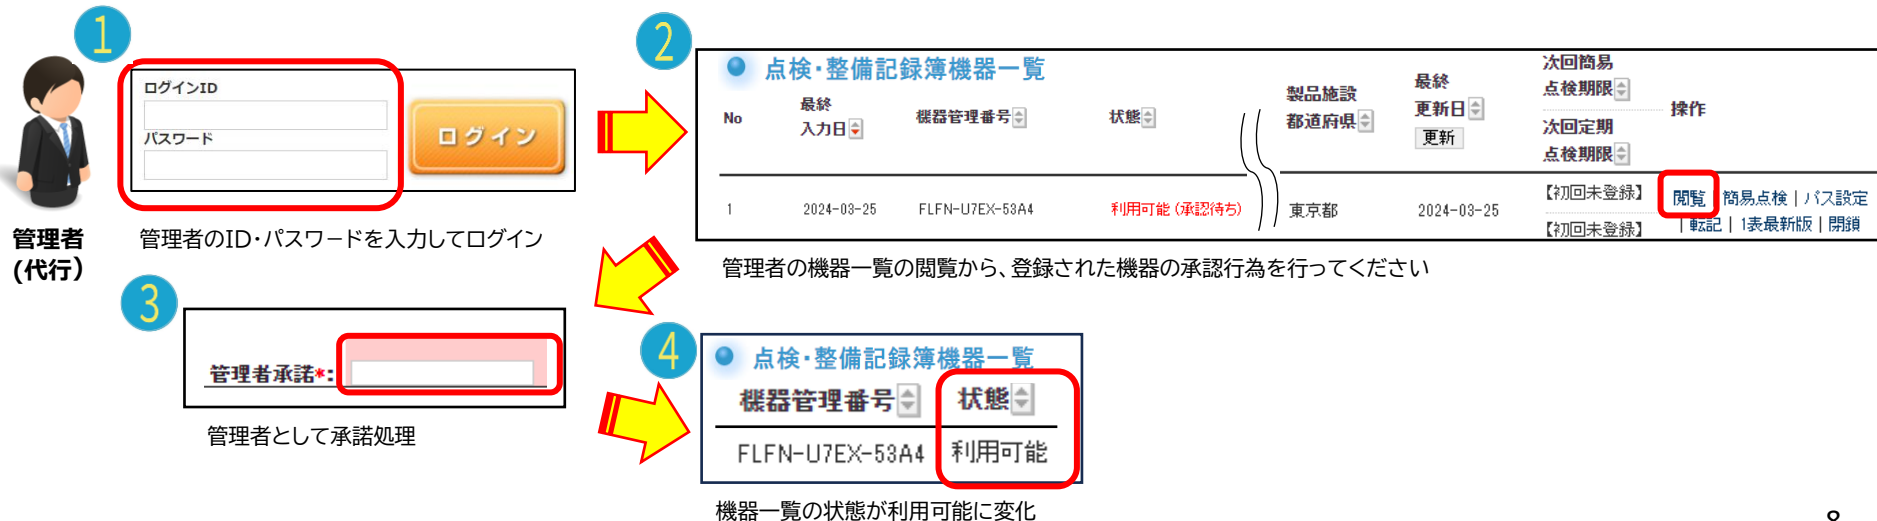 1
ログインID
パスワード
ログイン
管理者
(代行)
管理者のID・パスワードを入力してログイン
2
点検・整備記録簿機器一覧
No
最終
入力日
機器管理番号
状態
製品施設
都道府県
最終
更新日
更新
次回簡易
点検期限
次回定期
点検期限
操作
1
2024-03-25
FLFN-U7EX-53A4
利用可能(承認待ち)
東京都
2024-03-25
【初回未登録】
【初回未登録】
閲覧 簡易点検 | パス設定
| 転記 | 1表最新版 | 閉鎖
管理者の機器一覧の閲覧から、登録された機器の承認行為を行ってください
3
管理者承諾*:
管理者として承諾処理
4
点検・整備記録簿機器一覧
機器管理番号 状態
FLFN-U7EX-53A4 利用可能
機器一覧の状態が利用可能に変化